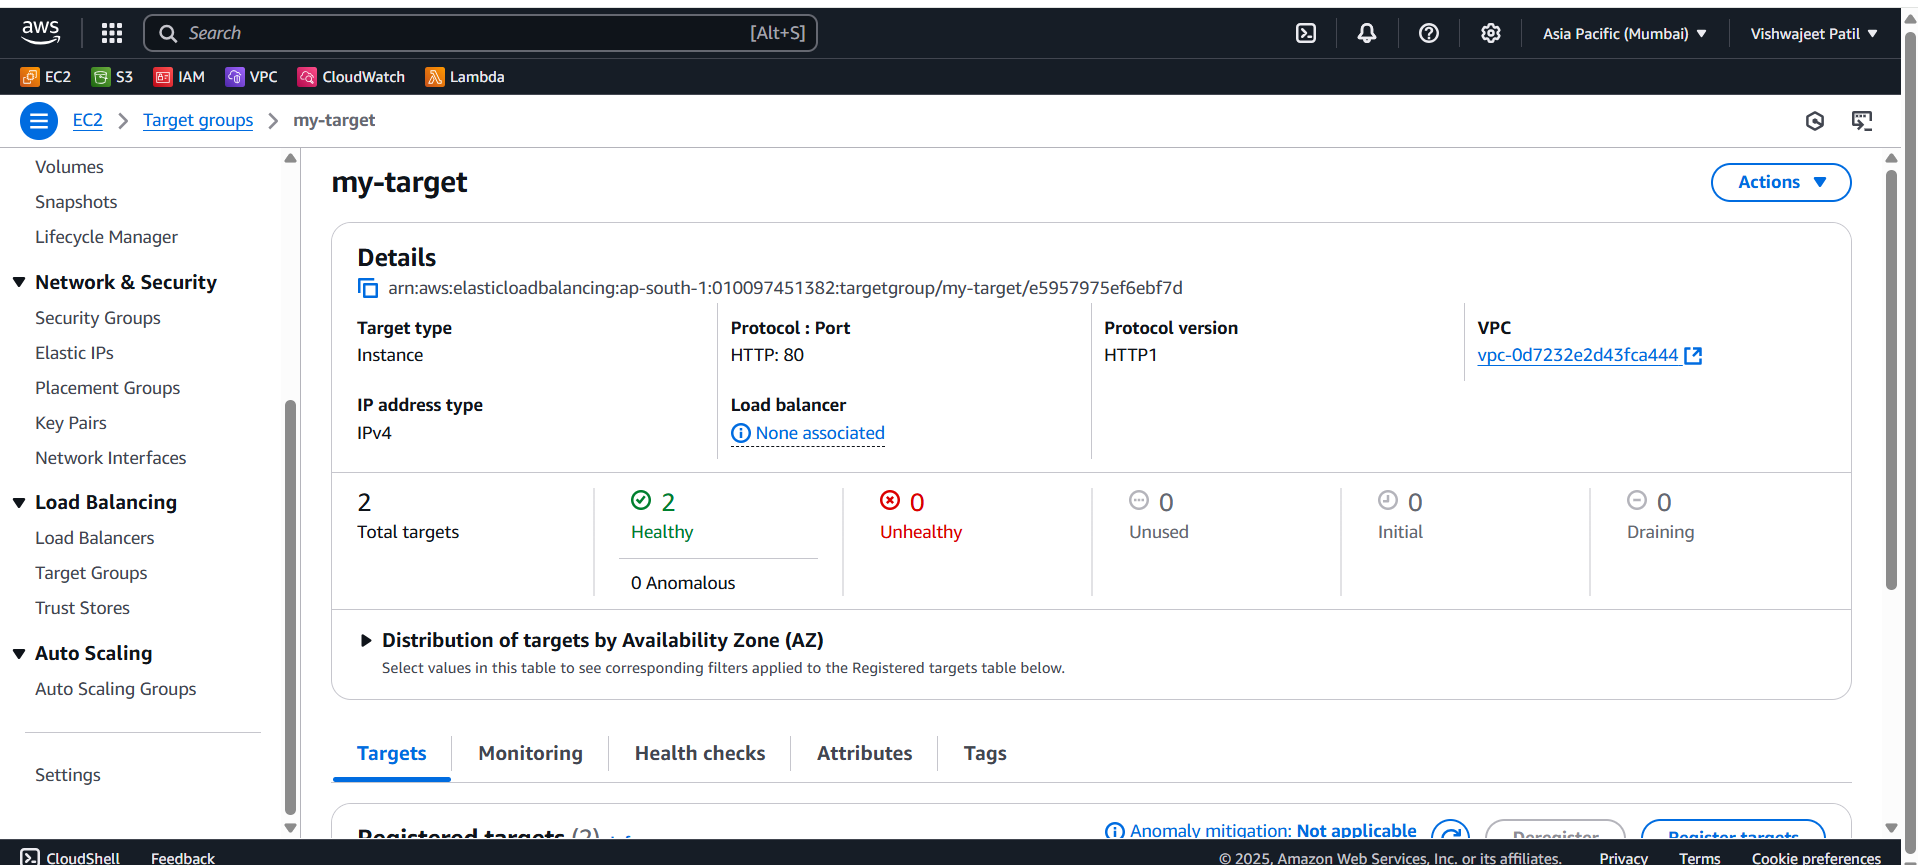 aws
Search [Alt+S]
Asia Pacific (Mumbai)
Vishwajeet Patil
EC2 S3 IAM VPC CloudWatch Lambda
EC2 Target groups my-target
Volumes
Snapshots
Lifecycle Manager
Network & Security
Security Groups
Elastic IPs
Placement Groups
Key Pairs
Network Interfaces
Load Balancing
Load Balancers
Target Groups
Trust Stores
Auto Scaling
Auto Scaling Groups
Settings
my-target
Actions
Details
arn:aws:elasticloadbalancing:ap-south-1:010097451382:targetgroup/my-target/e5957975ef6ebf7d
Target type
Instance
Protocol : Port
HTTP: 80
Protocol version
HTTP1
VPC
vpc-0d7232e2d43fca444
IP address type
IPv4
Load balancer
None associated
2
Total targets
2
Healthy
0 Anomalous
0
Unhealthy
0
Unused
0
Initial
0
Draining
Distribution of targets by Availability Zone (AZ)
Select values in this table to see corresponding filters applied to the Registered targets table below.
Targets Monitoring Health checks Attributes Tags
Registered targets (2)
Anomaly mitigation: Not applicable
Deregister
Register targets
CloudShell Feedback
© 2025, Amazon Web Services, Inc. or its affiliates. Privacy Terms Cookie preferences